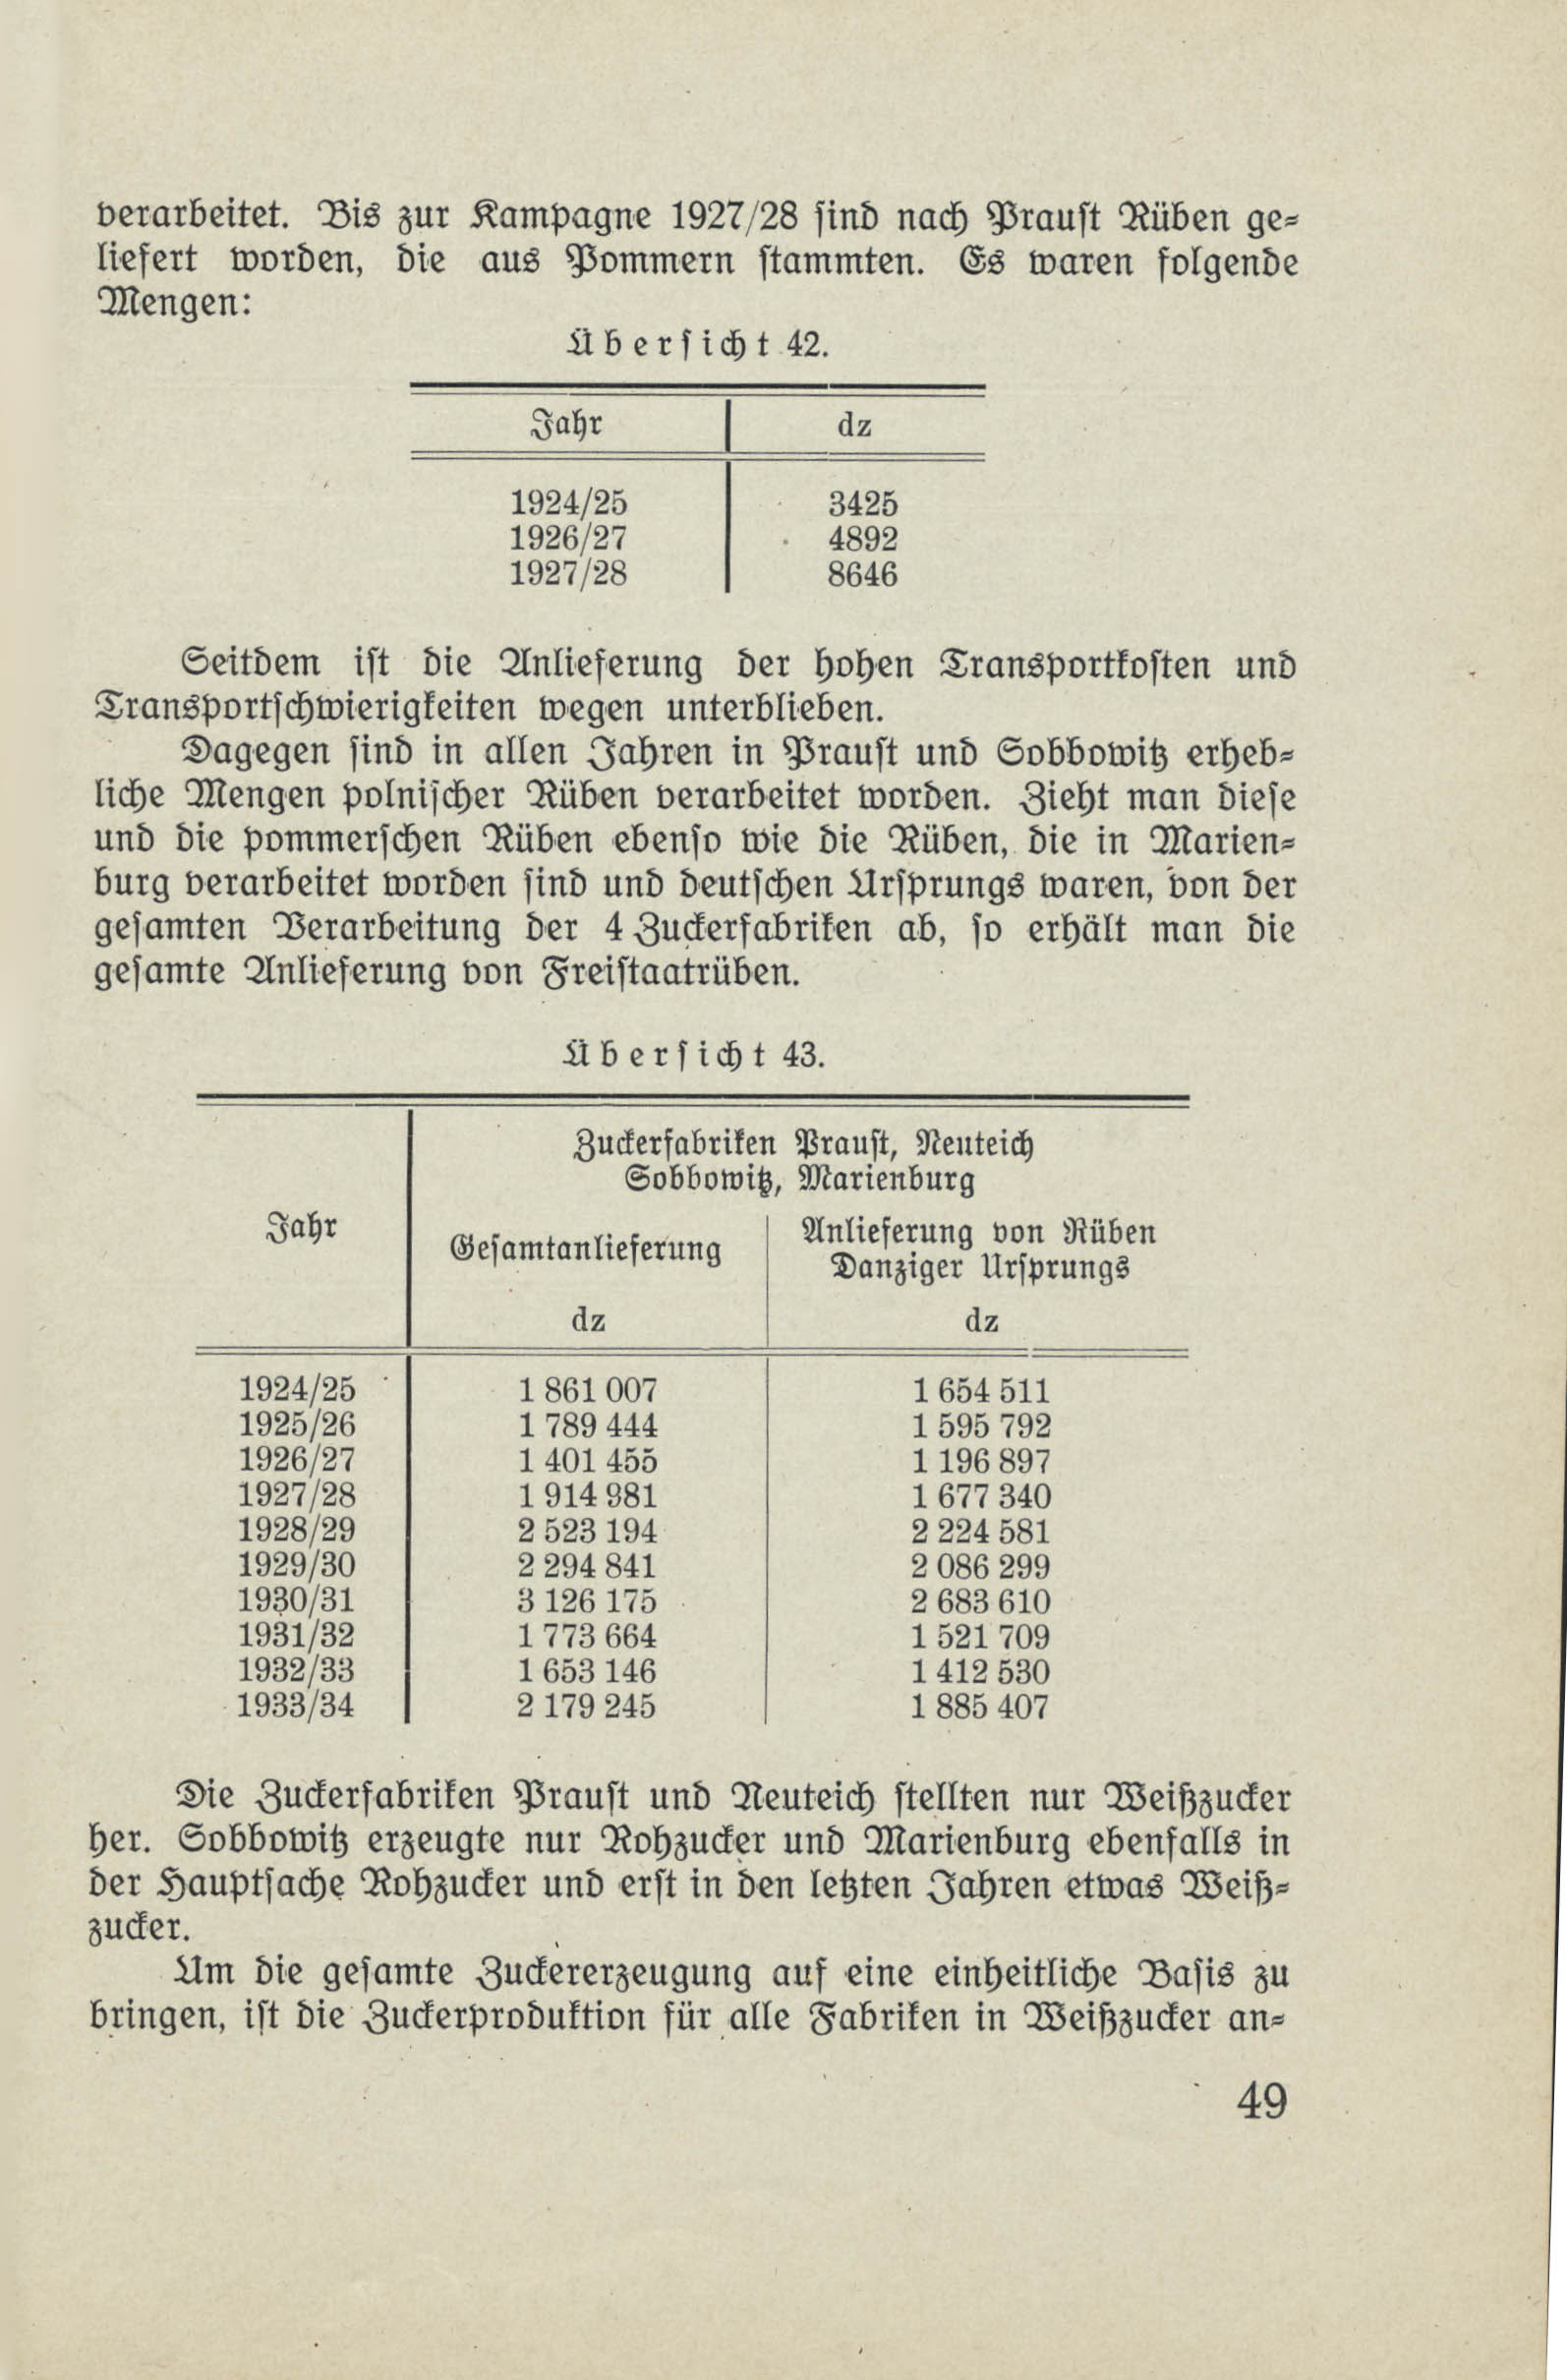 verarbeitet. Bis zur Kampagne 1927/28 sind nach Praust Rüben ge-
liefert worden, die aus Pommern stammten. Es waren folgende
Mengen:
Übersicht 42.
Jahr dz
1924/25 3425
1926/27 4892
1927/28 8646
Seitdem ist die Anlieferung der hohen Transportkosten und
Transportschwierigkeiten wegen unterblieben.
Dagegen sind in allen Jahren in Praust und Sobbowitz erheb-
liche Mengen polnischer Rüben verarbeitet worden. Zieht man diese
und die pommerschen Rüben ebenso wie die Rüben, die in Marien-
burg verarbeitet worden sind und deutschen Ursprungs waren, von der
gesamten Verarbeitung der 4 Zuckerfabriken ab, so erhält man die
gesamte Anlieferung von Freistaatrüben.
Übersicht 43.
Zuckerfabriken Praust, Neuteich
Sobbowitz, Marienburg
Jahr
Gesamtanlieferung
Anlieferung von Rüben
Danziger Ursprungs
dz dz
1924/25 1 861 007 1 654 511
1925/26 1 789 444 1 595 792
1926/27 1 401 455 1 196 897
1927/28 1 914 981 1 677 340
1928/29 2 523 194 2 224 581
1929/30 2 294 841 2 086 299
1930/31 3 126 175 2 683 610
1931/32 1 773 664 1 521 709
1932/33 1 653 146 1 412 530
1933/34 2 179 245 1 885 407
Die Zuckerfabriken Praust und Neuteich stellten nur Weißzucker
her. Sobbowitz erzeugte nur Rohzucker und Marienburg ebenfalls in
der Hauptsache Rohzucker und erst in den letzten Jahren etwas Weiß-
zucker.
Um die gesamte Zuckererzeugung auf eine einheitliche Basis zu
bringen, ist die Zuckerproduktion für alle Fabriken in Weißzucker an-
49